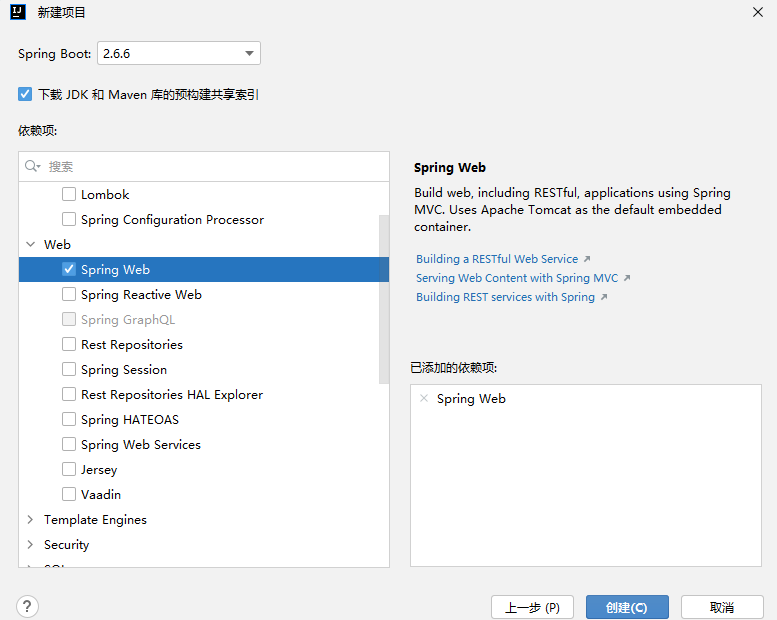 IJ 新建项目
Spring Boot: 2.6.6
下载 JDK 和 Maven 库的预构建共享索引
依赖项:
搜索
Lombok
Spring Configuration Processor
Web
Spring Web
Spring Reactive Web
Spring GraphQL
Rest Repositories
Spring Session
Rest Repositories HAL Explorer
Spring HATEOAS
Spring Web Services
Jersey
Vaadin
Template Engines
Security
SQL
Spring Web
Build web, including RESTful, applications using Spring
MVC. Uses Apache Tomcat as the default embedded
container.
Building a RESTful Web Service
Serving Web Content with Spring MVC
Building REST services with Spring
已添加的依赖项:
Spring Web
? 上一步 (P) 创建(C) 取消